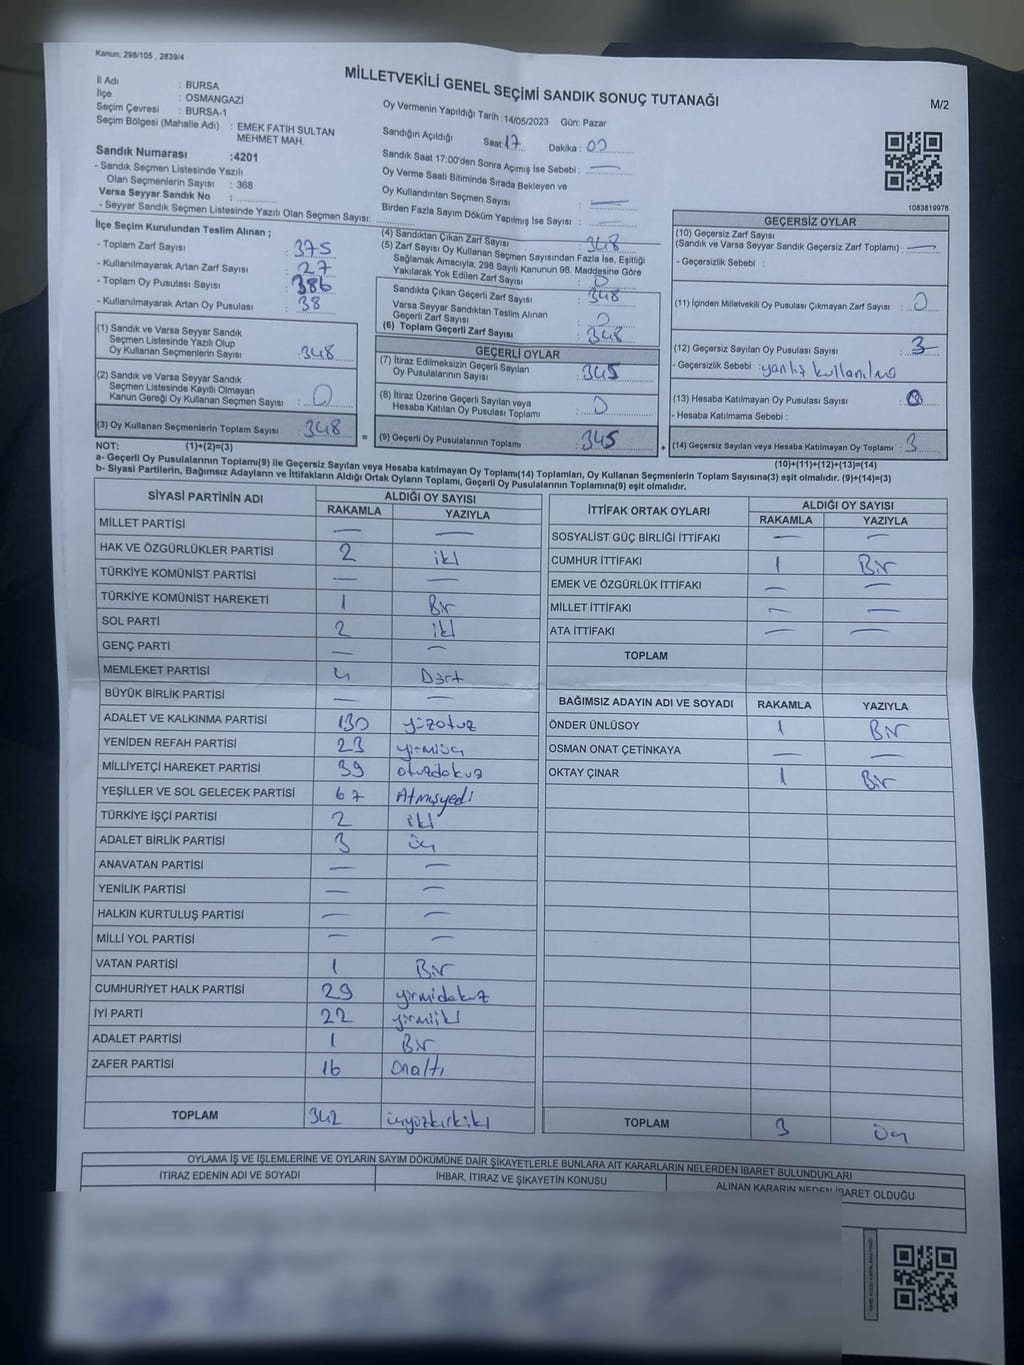 Kanun; 298/105 , 2839/4
MİLLETVEKİLİ GENEL SEÇİMİ SANDIK SONUÇ TUTANAĞI
M/2
İl Adı : BURSA
İlçe : OSMANGAZİ
Seçim Çevresi : BURSA-1
Seçim Bölgesi (Mahalle Adı) : EMEK FATİH SULTAN
MEHMET MAH.
Sandık Numarası :4201
- Sandık Seçmen Listesinde Yazılı
Olan Seçmenlerin Sayısı : 368
Varsa Seyyar Sandık No :
- Seyyar Sandık Seçmen Listesinde Yazılı Olan Seçmen Sayısı:
Oy Vermenin Yapıldığı Tarih :14/05/2023 Gün: Pazar
Sandığın Açıldığı Saat: 17 Dakika : 00
Sandık Saat 17:00'den Sonra Açımış İse Sebebi : —
Oy Verme Saati Bitiminde Sırada Bekleyen ve
Oy Kullandırılan Seçmen Sayısı : —
Birden Fazla Sayım Döküm Yapılmış İse Sayısı : —
1083819976
İlçe Seçim Kurulundan Teslim Alınan ;
- Toplam Zarf Sayısı : 375
- Kullanılmayarak Artan Zarf Sayısı : 27
- Toplam Oy Pusulası Sayısı : 386
- Kullanılmayarak Artan Oy Pusulası : 38
(1) Sandık ve Varsa Seyyar Sandık
Seçmen Listesinde Yazılı Olup
Oy Kullanan Seçmenlerin Sayısı : 348
(2) Sandık ve Varsa Seyyar Sandık
Seçmen Listesinde Kayıtlı Olmayan
Kanun Gereği Oy Kullanan Seçmen Sayısı : 0
(3) Oy Kullanan Seçmenlerin Toplam Sayısı : 348
(4) Sandıktan Çıkan Zarf Sayısı : 348
(5) Zarf Sayısı Oy Kullanan Seçmen Sayısından Fazla İse, Eşitliği
Sağlamak Amacıyla; 298 Sayılı Kanunun 98. Maddesine Göre
Yakılarak Yok Edilen Zarf Sayısı : 0
Sandıkta Çıkan Geçerli Zarf Sayısı : 348
Varsa Seyyar Sandıktan Teslim Alınan
Geçerli Zarf Sayısı : 0
(6) Toplam Geçerli Zarf Sayısı : 348
GEÇERLİ OYLAR
(7) İtiraz Edilmeksizin Geçerli Sayılan
Oy Pusulalarının Sayısı : 345
(8) İtiraz Üzerine Geçerli Sayılan veya
Hesaba Katılan Oy Pusulası Toplamı : 0
= (9) Geçerli Oy Pusulalarının Toplamı : 345 +
GEÇERSİZ OYLAR
(10) Geçersiz Zarf Sayısı
(Sandık ve Varsa Seyyar Sandık Geçersiz Zarf Toplamı) : —
- Geçersizlik Sebebi :
(11) İçinden Milletvekili Oy Pusulası Çıkmayan Zarf Sayısı : 0
(12) Geçersiz Sayılan Oy Pusulası Sayısı : 3
- Geçersizlik Sebebi : yanlış kullanılma
(13) Hesaba Katılmayan Oy Pusulası Sayısı : 0
- Hesaba Katılmama Sebebi :
(14) Geçersiz Sayılan veya Hesaba Katılmayan Oy Toplamı : 3
NOT: (1)+(2)=(3)
(10)+(11)+(12)+(13)=(14)
a- Geçerli Oy Pusulalarının Toplamı(9) ile Geçersiz Sayılan veya Hesaba katılmayan Oy Toplamı(14) Toplamları, Oy Kullanan Seçmenlerin Toplam Sayısına(3) eşit olmalıdır. (9)+(14)=(3)
b- Siyasi Partilerin, Bağımsız Adayların ve İttifakların Aldığı Ortak Oyların Toplamı, Geçerli Oy Pusulalarının Toplamına(9) eşit olmalıdır.
SİYASİ PARTİNİN ADI ALDIĞI OY SAYISI
RAKAMLA YAZIYLA
MİLLET PARTİSİ — —
HAK VE ÖZGÜRLÜKLER PARTİSİ 2 iki
TÜRKİYE KOMÜNİST PARTİSİ — —
TÜRKİYE KOMÜNİST HAREKETİ 1 Bir
SOL PARTİ 2 iki
GENÇ PARTİ — —
MEMLEKET PARTİSİ 4 Dört
BÜYÜK BİRLİK PARTİSİ — —
ADALET VE KALKINMA PARTİSİ 130 yüzotuz
YENİDEN REFAH PARTİSİ 23 yirmiüç
MİLLİYETÇİ HAREKET PARTİSİ 39 otuzdokuz
YEŞİLLER VE SOL GELECEK PARTİSİ 67 Atmışyedi
TÜRKİYE İŞÇİ PARTİSİ 2 iki
ADALET BİRLİK PARTİSİ 3 üç
ANAVATAN PARTİSİ — —
YENİLİK PARTİSİ — —
HALKIN KURTULUŞ PARTİSİ — —
MİLLİ YOL PARTİSİ — —
VATAN PARTİSİ 1 Bir
CUMHURİYET HALK PARTİSİ 29 yirmidokuz
İYİ PARTİ 22 yirmiiki
ADALET PARTİSİ 1 Bir
ZAFER PARTİSİ 16 onaltı
TOPLAM 342 üçyüzkırkiki
İTTİFAK ORTAK OYLARI ALDIĞI OY SAYISI
RAKAMLA YAZIYLA
SOSYALİST GÜÇ BİRLİĞİ İTTİFAKI — —
CUMHUR İTTİFAKI 1 Bir
EMEK VE ÖZGÜRLÜK İTTİFAKI — —
MİLLET İTTİFAKI — —
ATA İTTİFAKI — —
TOPLAM
BAĞIMSIZ ADAYIN ADI VE SOYADI RAKAMLA YAZIYLA
ÖNDER ÜNLÜSOY 1 Bir
OSMAN ONAT ÇETİNKAYA — —
OKTAY ÇINAR 1 Bir
TOPLAM 3 üç
OYLAMA İŞ VE İŞLEMLERİNE VE OYLARIN SAYIM DÖKÜMÜNE DAİR ŞİKAYETLERLE BUNLARA AİT KARARLARIN NELERDEN İBARET BULUNDUKLARI
İTİRAZ EDENİN ADI VE SOYADI İHBAR, İTİRAZ VE ŞİKAYETİN KONUSU ALINAN KARARIN NEDEN İBARET OLDUĞU